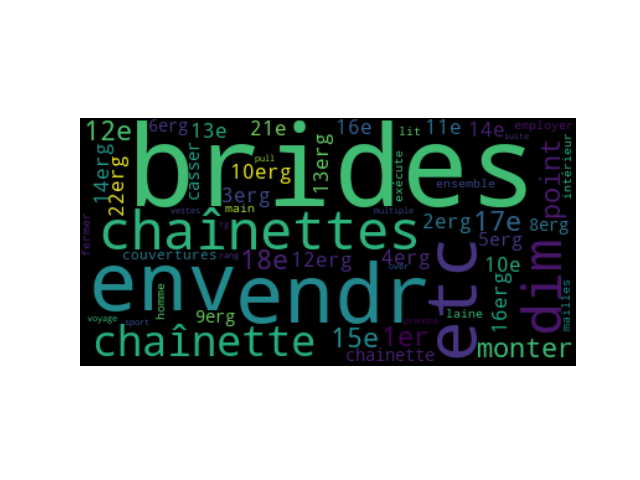 12e 6erg 13e 21e 16e lit 11e 14e employer
suite
brides
14erg 22erg casser pull 10erg 13erg exécute ensemble point intérieur
3erg
vestes main multiple
chaînettes 2erg 17e 8erg
fermer rg 5erg
couvertures rang 18e 12erg 4erg etc 10e dim
over
envendr
homme 16erg mailles
voyage sport 9erg prendre laine
chaînette 15e 1er monter
chainette